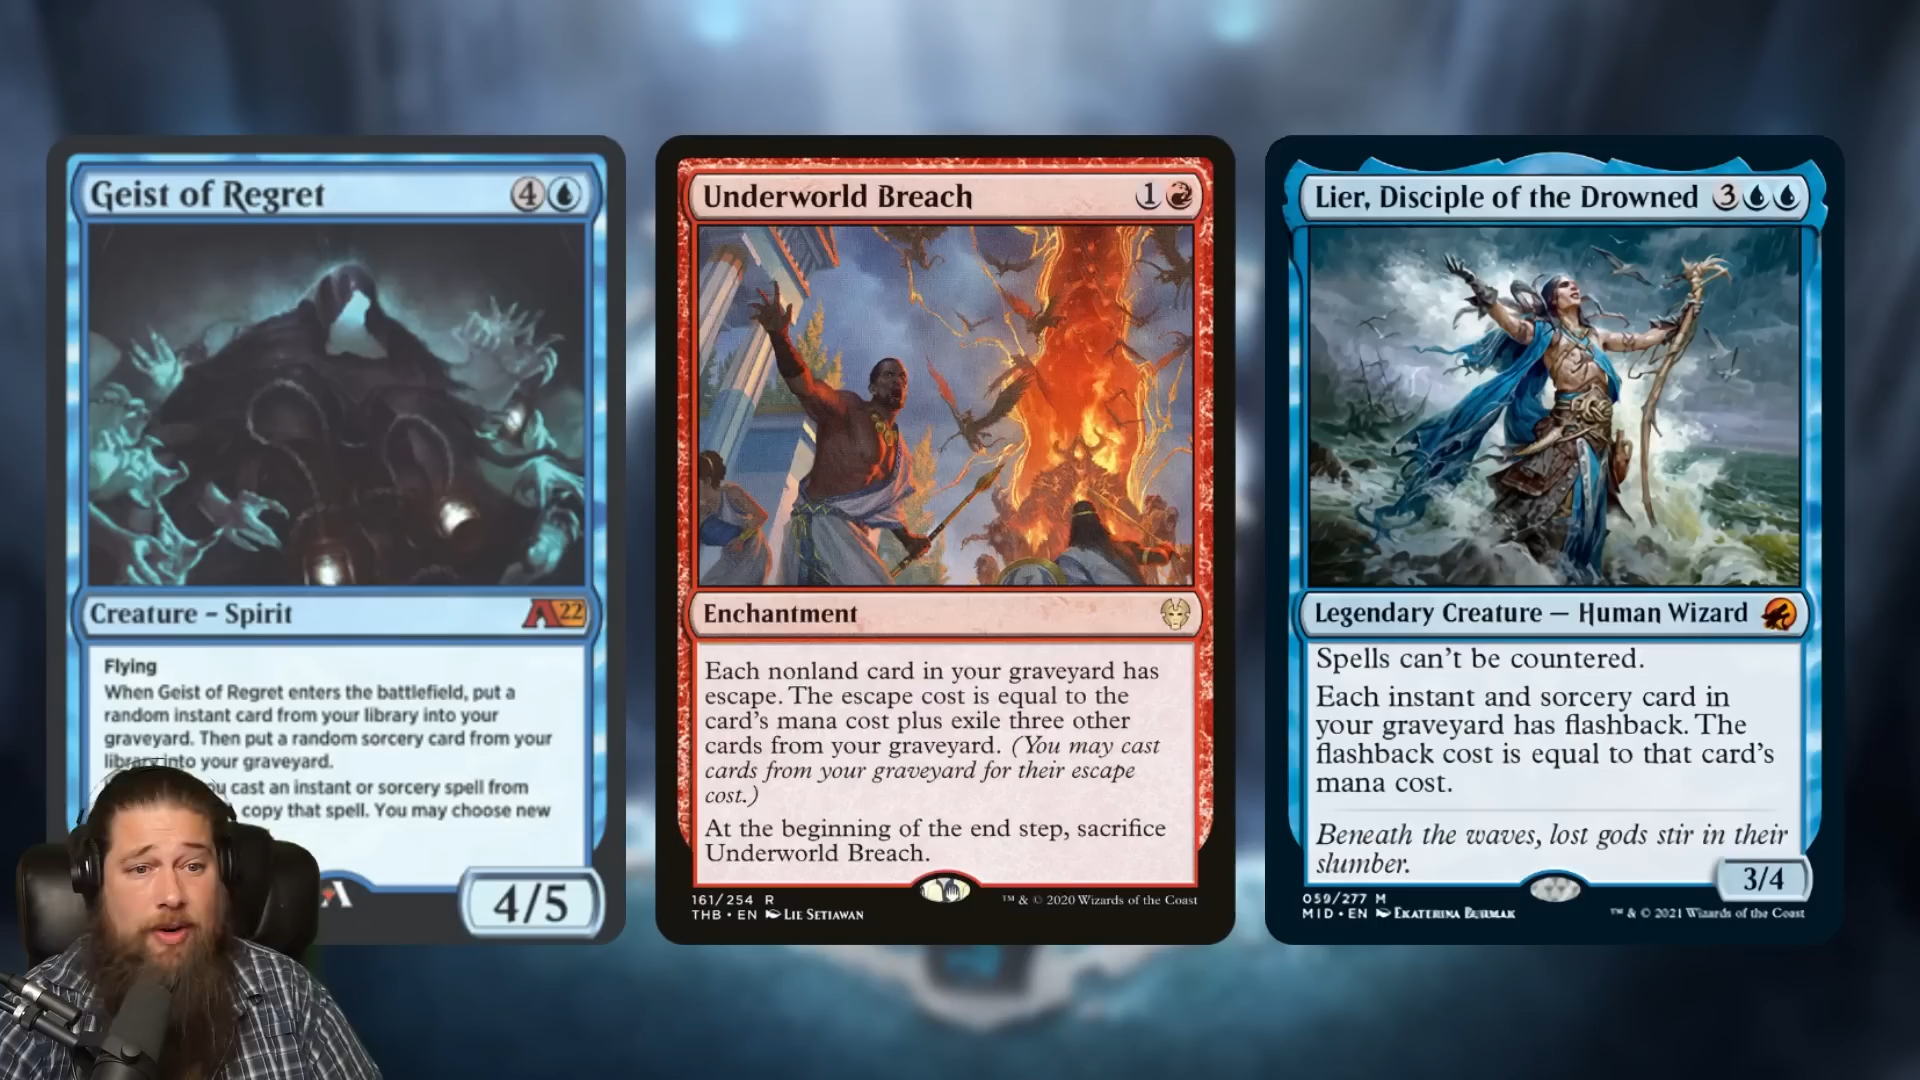 Geist of Regret 4
Creature – Spirit A22
Flying
When Geist of Regret enters the battlefield, put a
random instant card from your library into your
graveyard. Then put a random sorcery card from your
library into your graveyard.
cast an instant or sorcery spell from
copy that spell. You may choose new
4/5
Underworld Breach 1
Enchantment
Each nonland card in your graveyard has
escape. The escape cost is equal to the
card's mana cost plus exile three other
cards from your graveyard. (You may cast
cards from your graveyard for their escape
cost.)
At the beginning of the end step, sacrifice
Underworld Breach.
161/254 R
THB • EN Lie Setiawan
™ & © 2020 Wizards of the Coast
Lier, Disciple of the Drowned 3
Legendary Creature — Human Wizard
Spells can't be countered.
Each instant and sorcery card in
your graveyard has flashback. The
flashback cost is equal to that card's
mana cost.
Beneath the waves, lost gods stir in their
slumber.
3/4
059/277 M
MID • EN Ekaterina Burmak
™ & © 2021 Wizards of the Coast